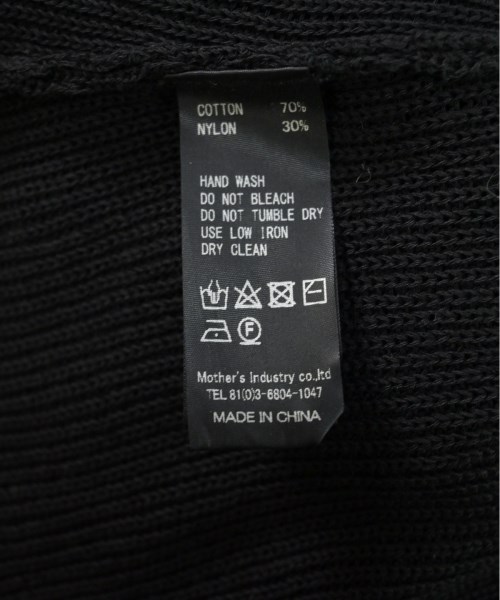 COTTON 70%
NYLON 30%
HAND WASH
DO NOT BLEACH
DO NOT TUMBLE DRY
USE LOW IRON
DRY CLEAN
F
Mother's Industry co.,ltd
TEL 81(0)3-6804-1047
MADE IN CHINA